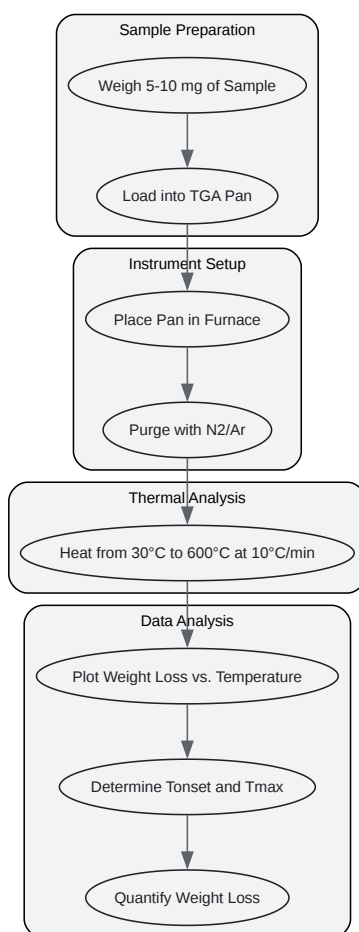 Sample Preparation
Weigh 5-10 mg of Sample
Load into TGA Pan
Instrument Setup
Place Pan in Furnace
Purge with N2/Ar
Thermal Analysis
Heat from 30°C to 600°C at 10°C/min
Data Analysis
Plot Weight Loss vs. Temperature
Determine Tonset and Tmax
Quantify Weight Loss